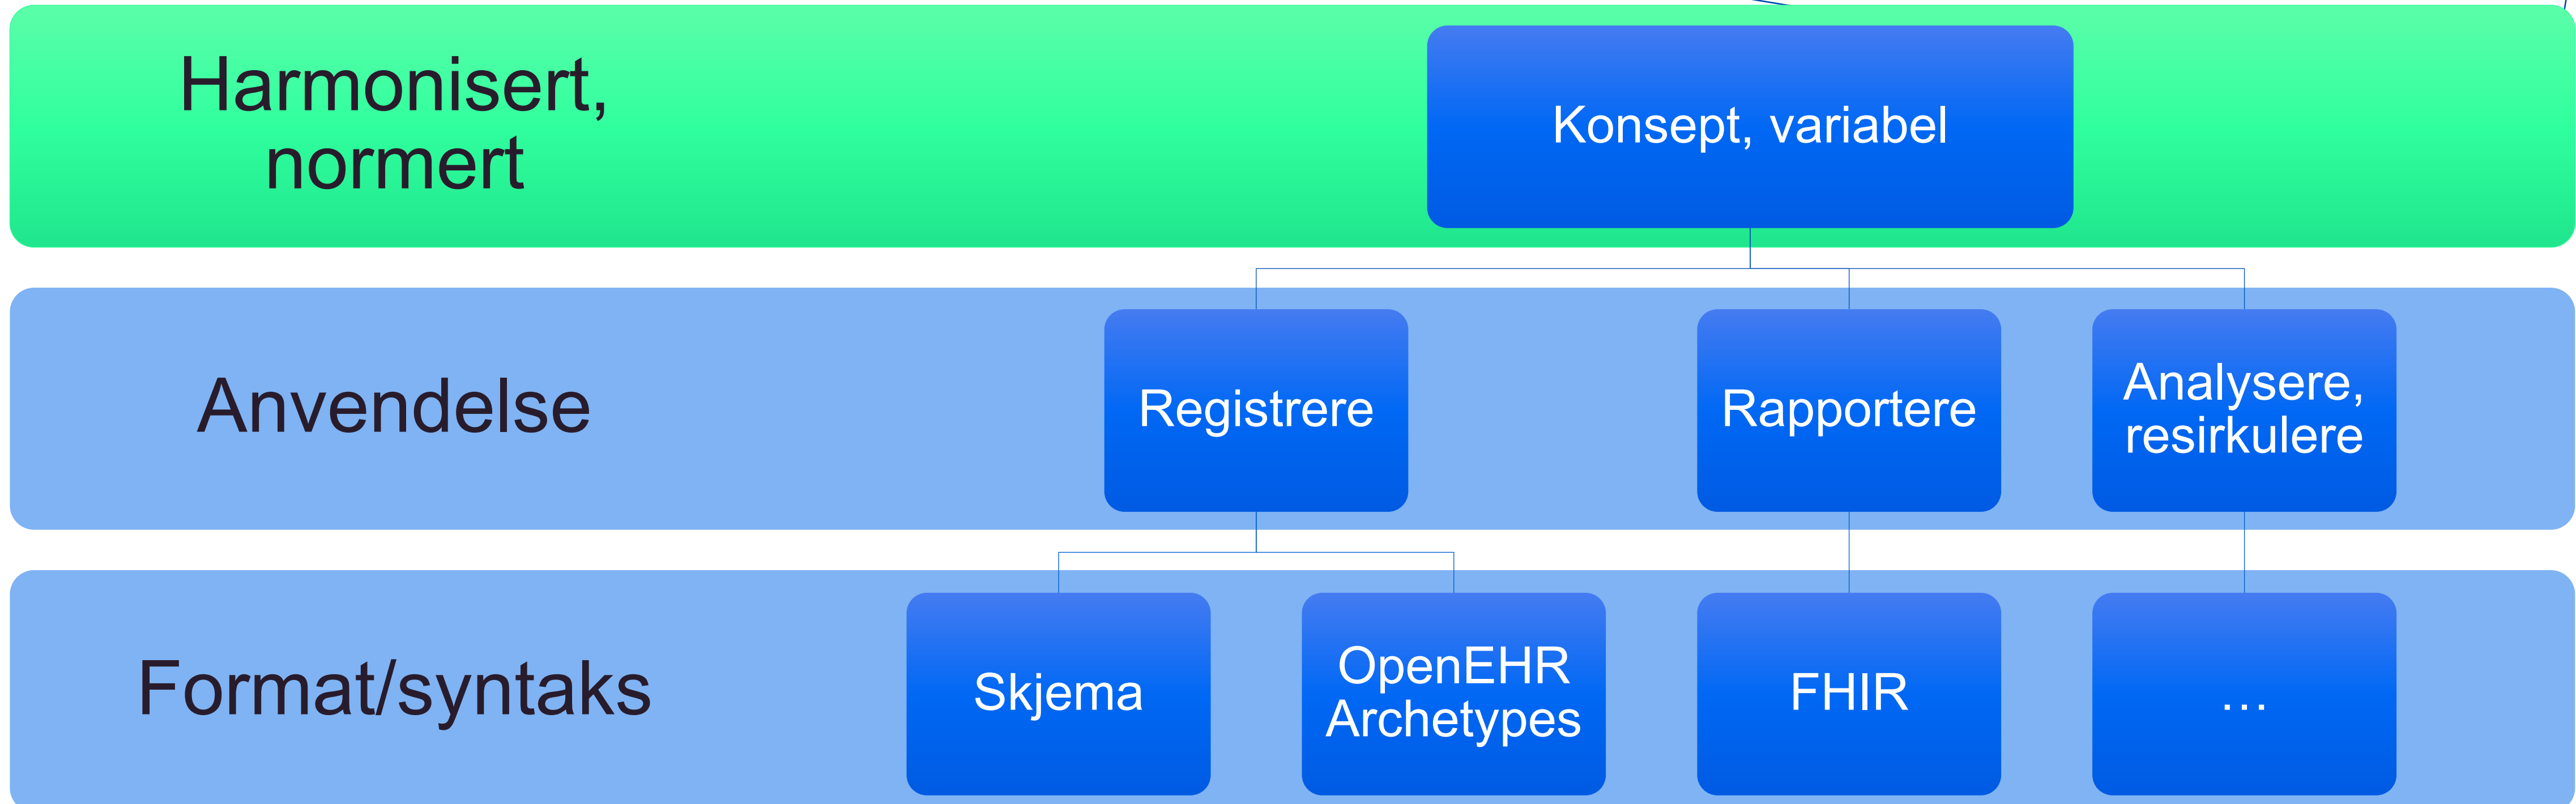 Harmonisert,
normert
Konsept, variabel
Anvendelse
Registrere
Rapportere
Analysere,
resirkulere
Format/syntaks
Skjema
OpenEHR
Archetypes
FHIR
...